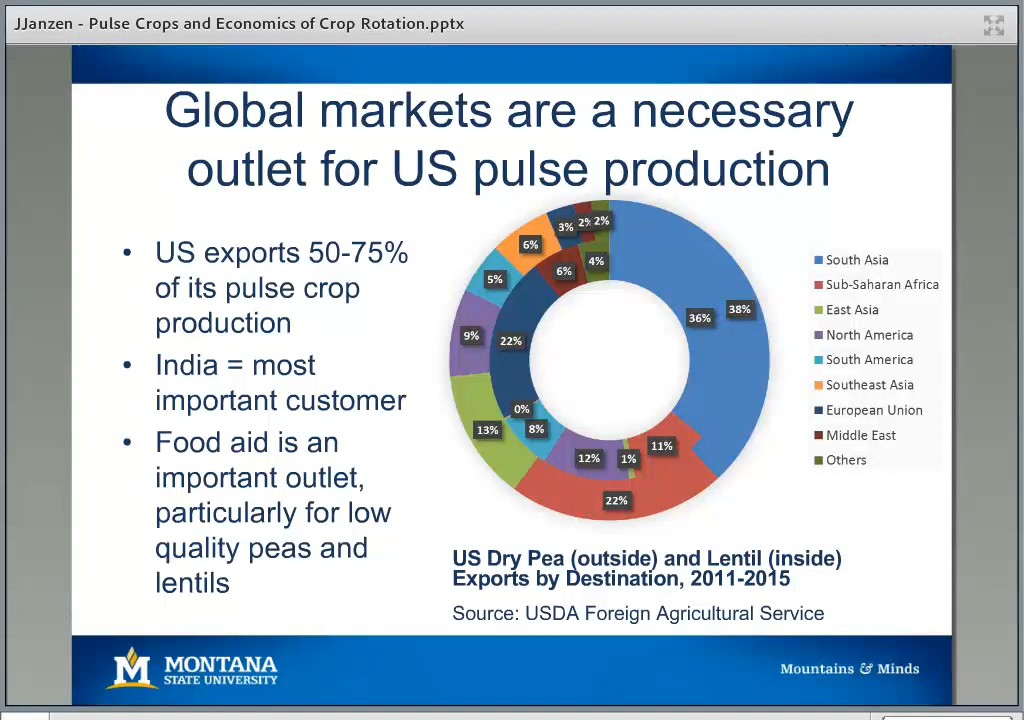 JJanzen - Pulse Crops and Economics of Crop Rotation.pptx
Global markets are a necessary
outlet for US pulse production
• US exports 50-75%
of its pulse crop
production
• India = most
important customer
• Food aid is an
important outlet,
particularly for low
quality peas and
lentils
38%
22%
13%
9%
5%
6%
3%
2%
2%
36%
11%
1%
12%
8%
0%
22%
6%
4%
South Asia
Sub-Saharan Africa
East Asia
North America
South America
Southeast Asia
European Union
Middle East
Others
US Dry Pea (outside) and Lentil (inside)
Exports by Destination, 2011-2015
Source: USDA Foreign Agricultural Service
M MONTANA
STATE UNIVERSITY
Mountains & Minds